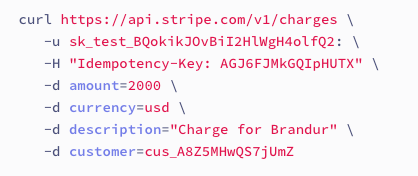 curl https://api.stripe.com/v1/charges \
-u sk_test_BQokikJOvBiI2HlWgH4olfQ2: \
-H "Idempotency-Key: AGJ6FJMkGQIpHUTX" \
-d amount=2000 \
-d currency=usd \
-d description="Charge for Brandur" \
-d customer=cus_A8Z5MHwQS7jUmZ